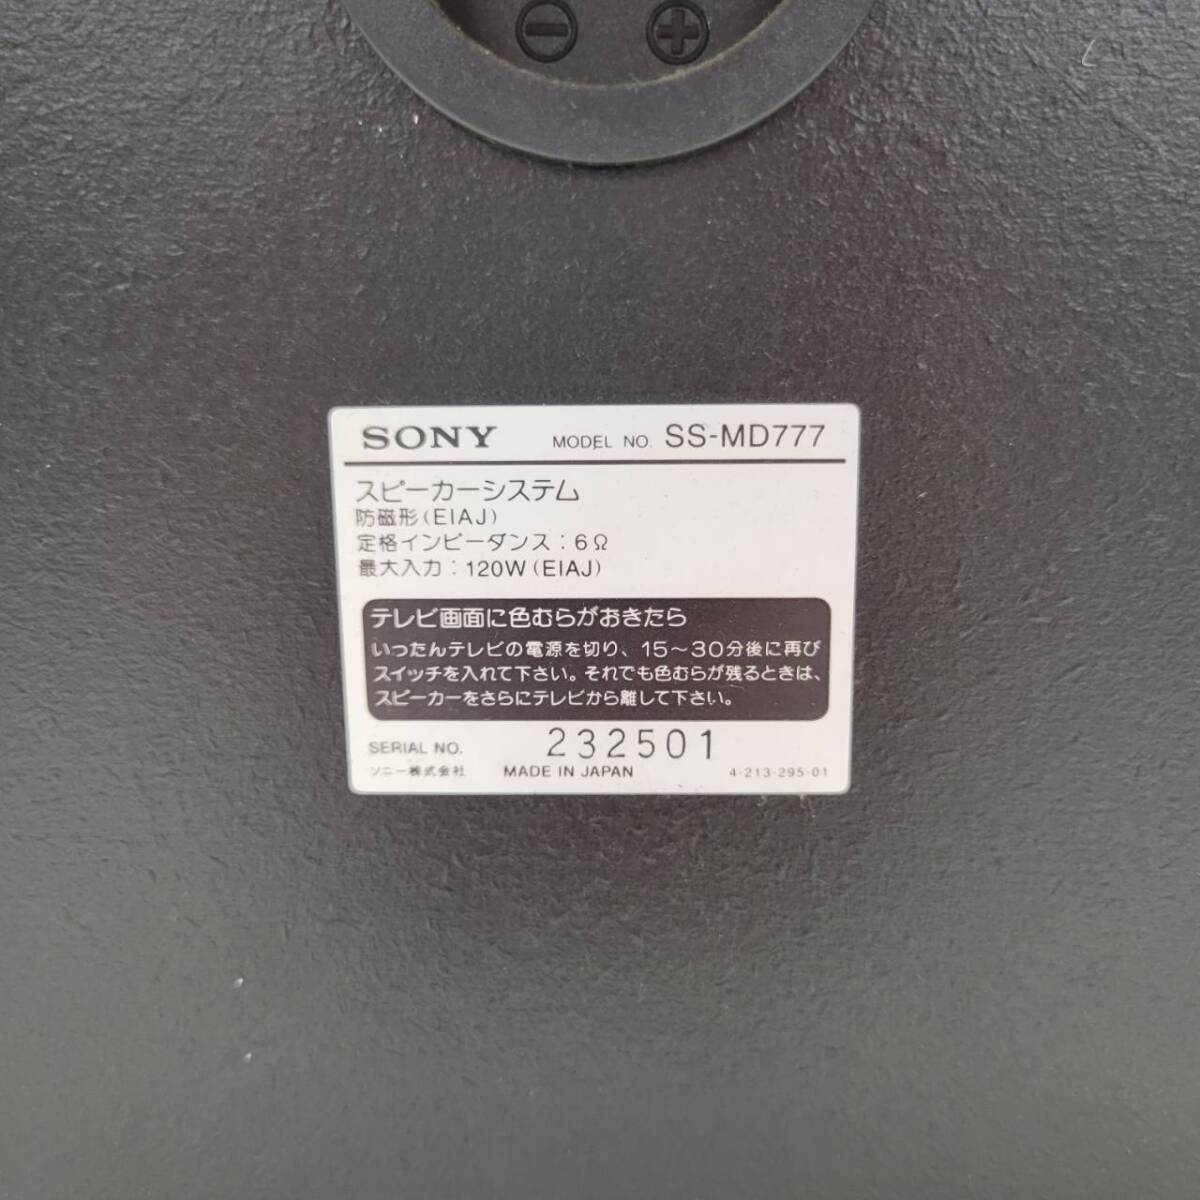 SONY MODEL NO. SS-MD777
スピーカーシステム
防磁形(EIAJ)
定格インピーダンス:6Ω
最大入力:120W(EIAJ)
テレビ画面に色むらがおきたら
いったんテレビの電源を切り、15〜30分後に再び
スイッチを入れて下さい。それでも色むらが残るときは、
スピーカーをさらにテレビから離して下さい。
SERIAL NO. 232501
ソニー株式会社 MADE IN JAPAN 4-213-295-01